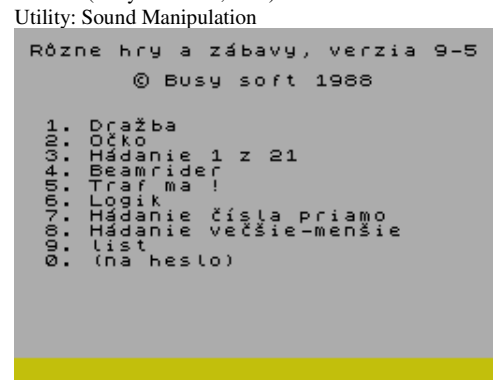 Utility: Sound Manipulation
Rôzne hry a zábavy, verzia 9-5
© Busy soft 1988
1. Dražba
2. Očko
3. Hádanie 1 z 21
4. Beamrider
5. Traf ma !
6. Logik
7. Hádanie čísla priamo
8. Hádanie večšie-menšie
9. list
0. (na heslo)